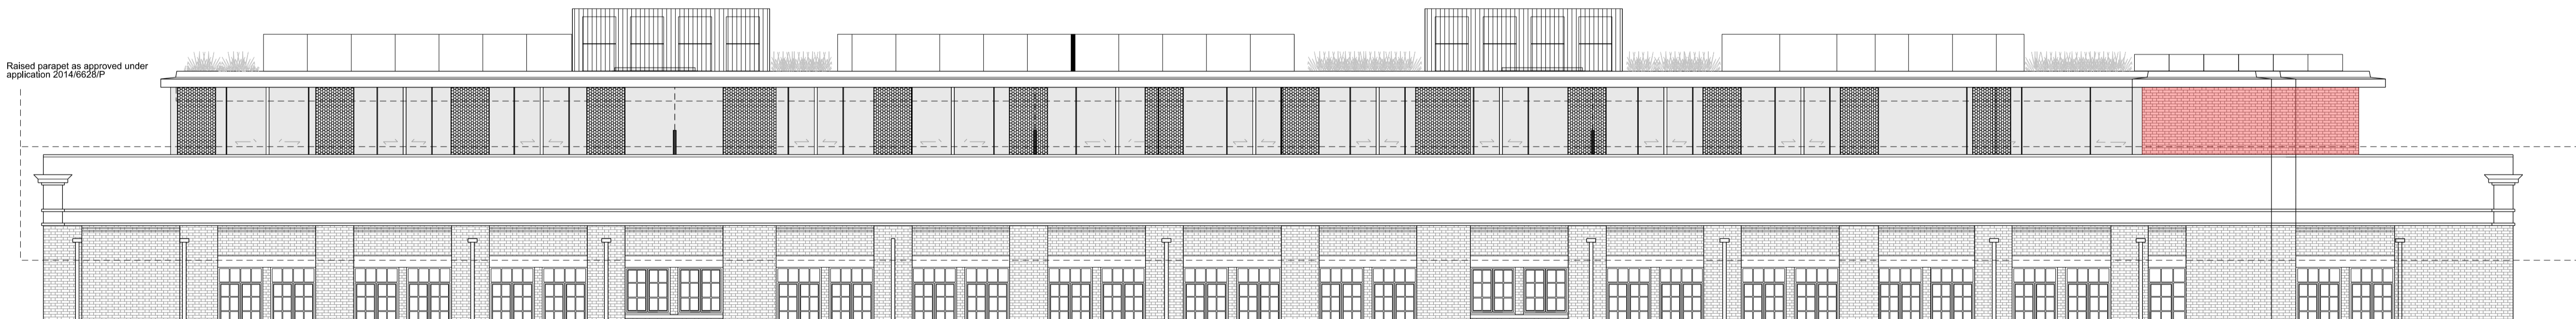 Raised parapet as approved under
application 2014/6628/P